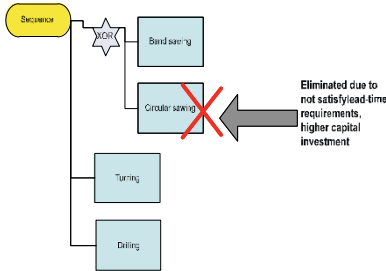 Sequence
XOR
Band sawing
Circular sawing
Eliminated due to
not satisfylead-time
requirements,
higher capital
investment
Turning
Drilling